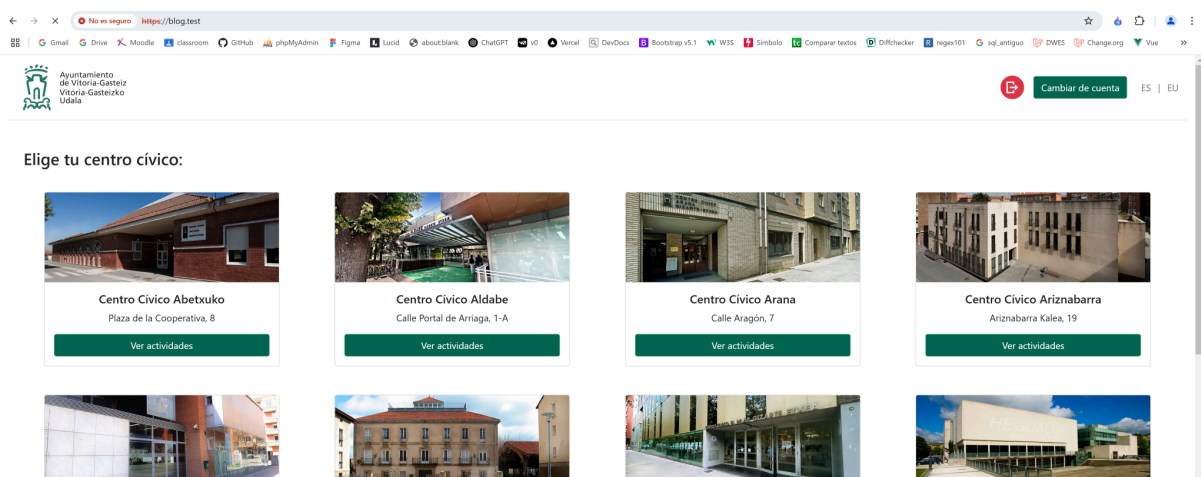 No es seguro https://blog.test
Gmail Drive Moodle classroom GitHub phpMyAdmin Figma Lucid about:blank ChatGPT v0 Vercel DevDocs Bootstrap v5.1 W3S Símbolo Comparar textos Diffchecker regex101 sql_antiguo DWES Change.org Vue »
Ayuntamiento
de Vitoria-Gasteiz
Vitoria-Gasteizko
Udala
Cambiar de cuenta ES | EU
Elige tu centro cívico:
Centro Cívico Abetxuko
Plaza de la Cooperativa, 8
Ver actividades
Centro Cívico Aldabe
Calle Portal de Arriaga, 1-A
Ver actividades
Centro Cívico Arana
Calle Aragón, 7
Ver actividades
Centro Cívico Ariznabarra
Ariznabarra Kalea, 19
Ver actividades
HEGOALDE